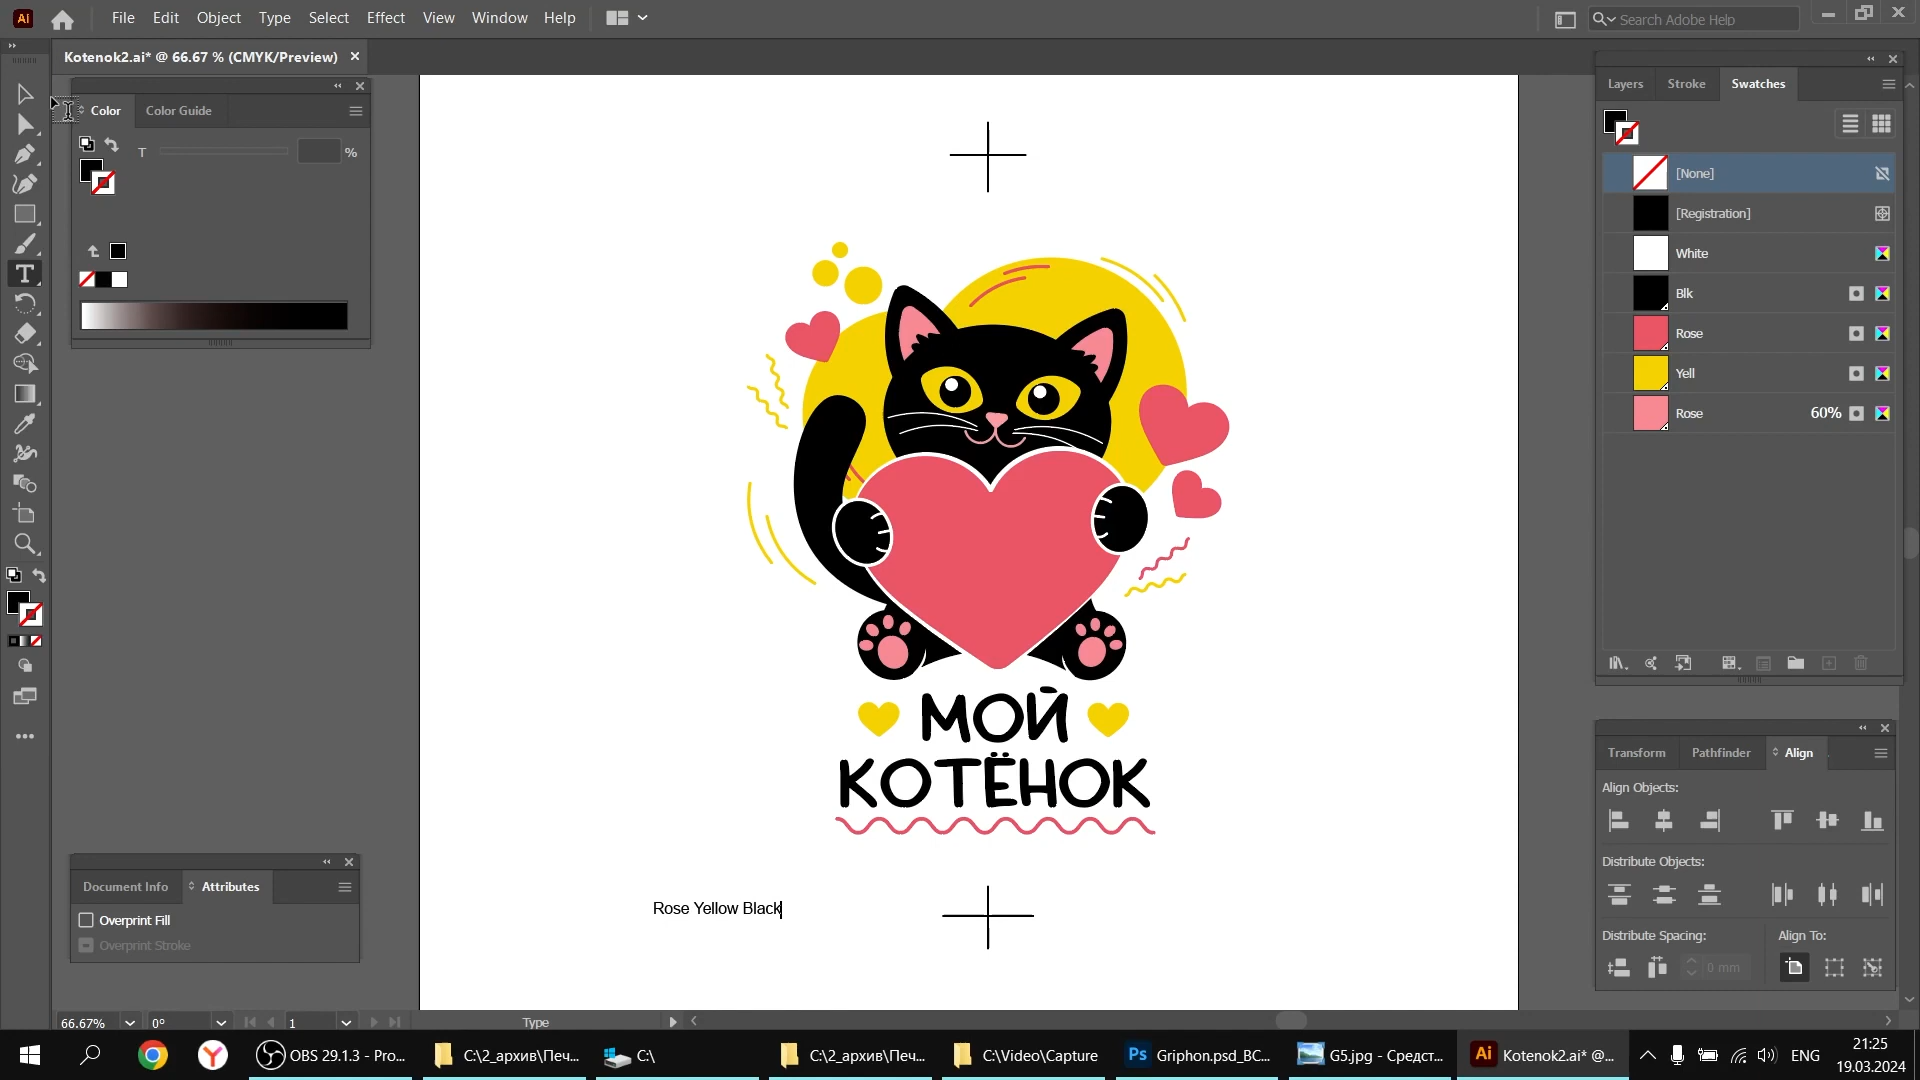 Ai
File Edit Object Type Select Effect View Window Help
Search Adobe Help
Kotenok2.ai* @ 66.67 % (CMYK/Preview)
Color
Color Guide
T
%
Layers
Stroke
Swatches
[None]
[Registration]
White
Blk
Rose
Yell
Rose 60%
МОЙ
КОТЁНОК
Rose Yellow Black
Transform
Pathfinder
Align
Align Objects:
Distribute Objects:
Distribute Spacing:
Align To:
0 mm
Document Info
Attributes
Overprint Fill
Overprint Stroke
66.67%
0°
1
Type
OBS 29.1.3 - Pro...
C:\2_архив\Печ...
C:\
C:\2_архив\Печ...
C:\Video\Capture
Ps
Griphon.psd_BC...
G5.jpg - Средст...
Ai
Kotenok2.ai* @...
ENG
21:25
19.03.2024